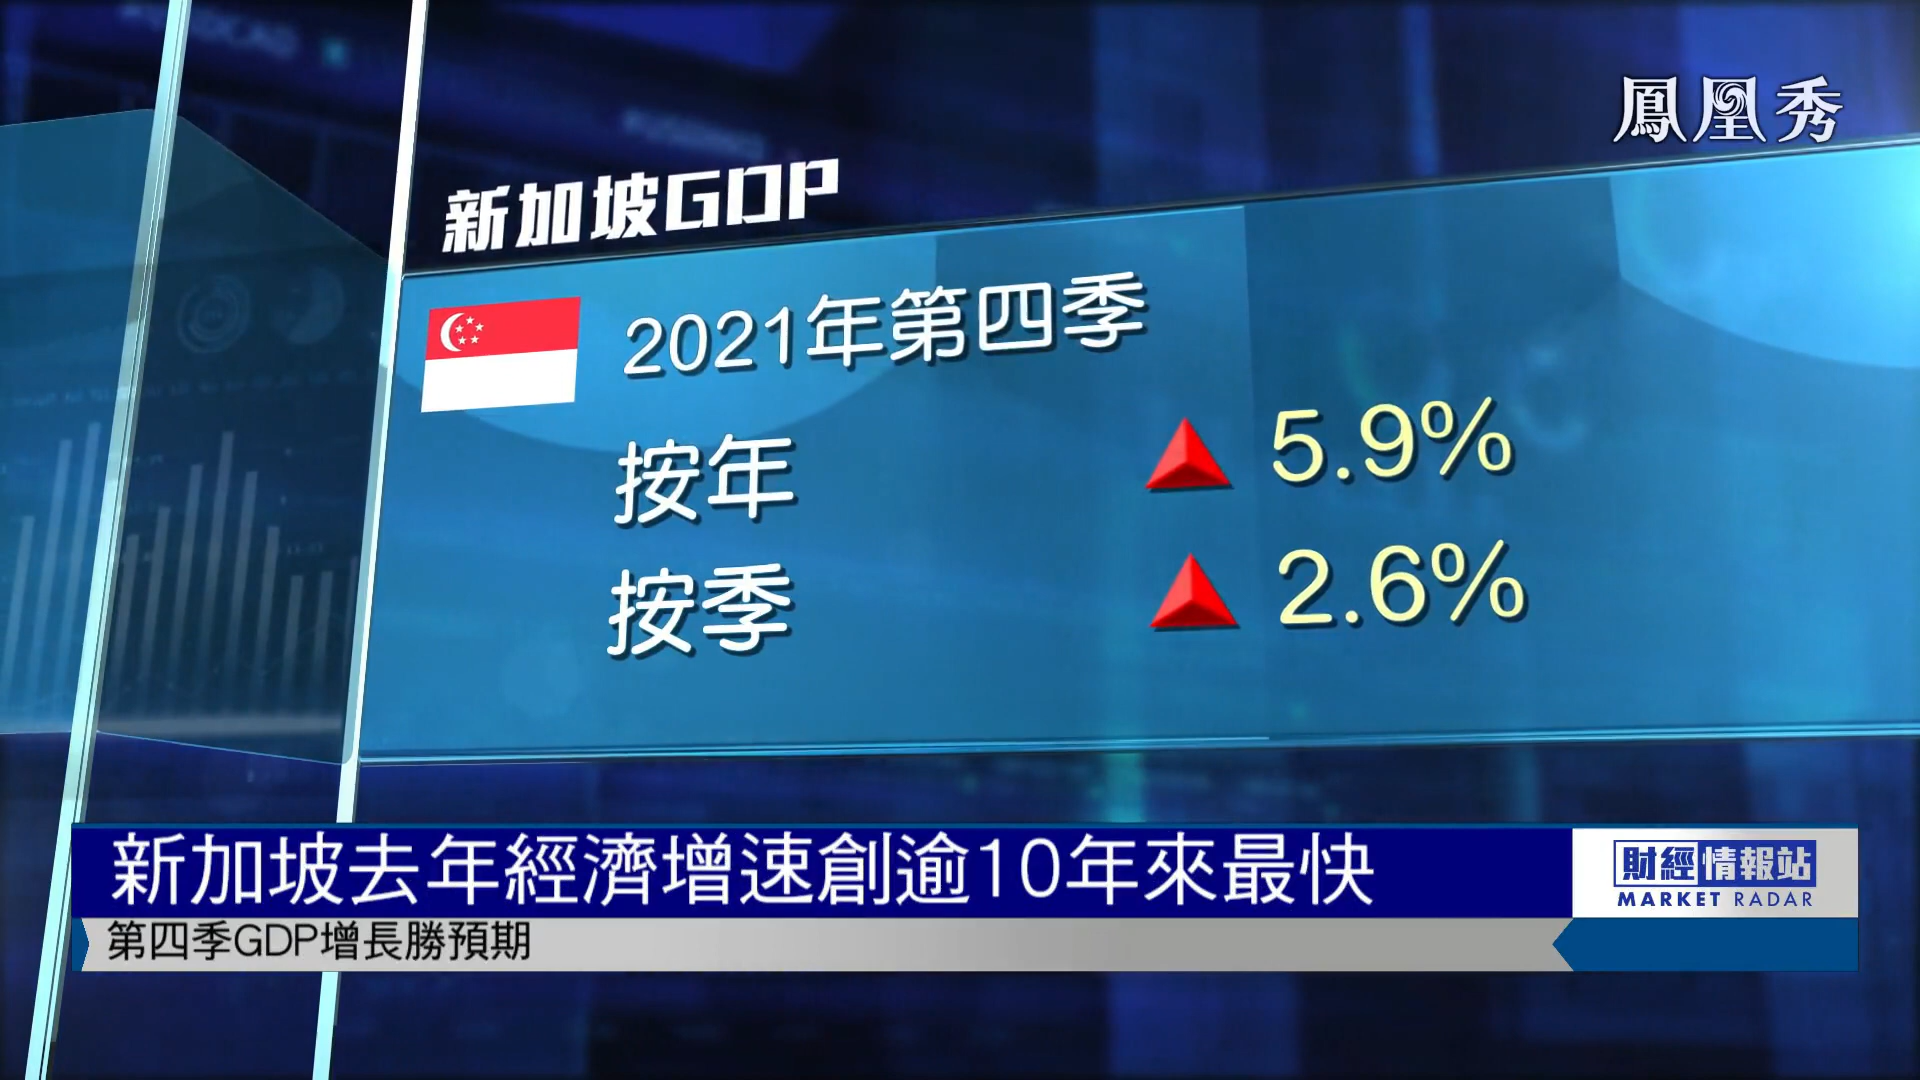 鳳凰秀
新加坡GDP
2021年第四季
按年 ▲ 5.9%
按季 ▲ 2.6%
新加坡去年經濟增速創逾10年來最快
財經情報站
MARKET RADAR
第四季GDP增長勝預期